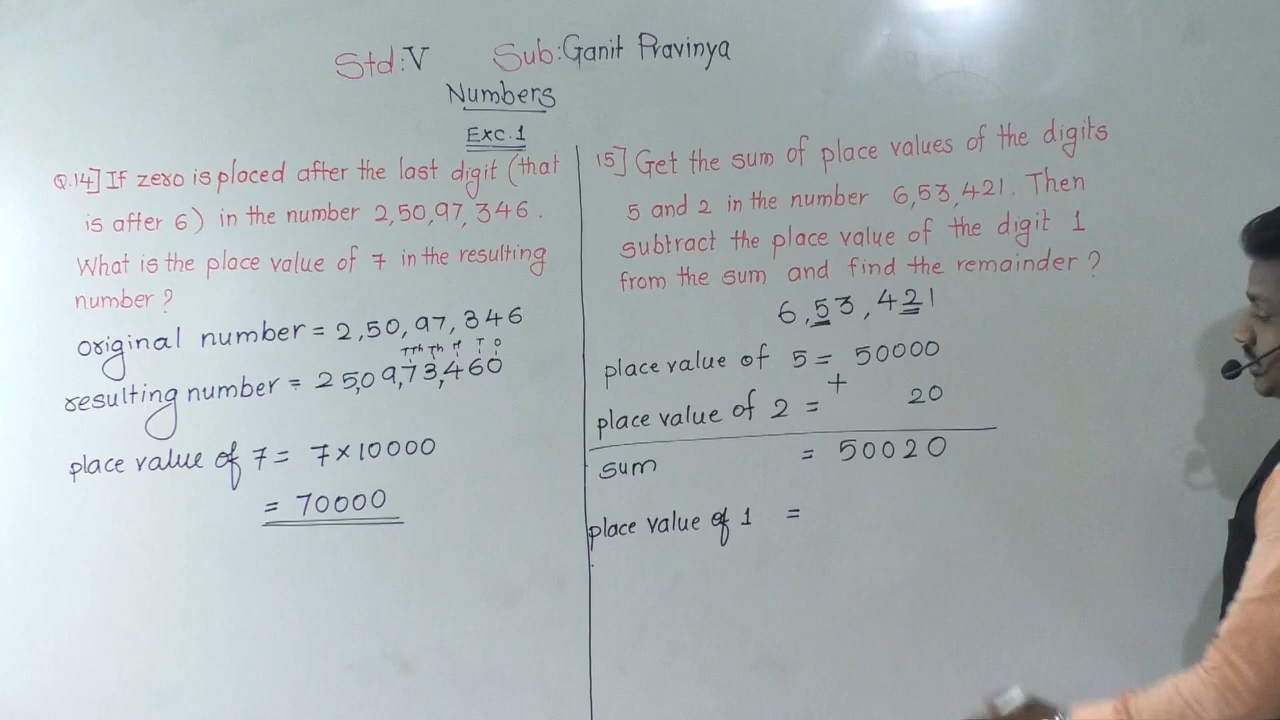 Std:V Sub:Ganit Pravinya
Numbers
Exc.1
Q.14] If zero is placed after the last digit (that
is after 6) in the number 2,50,97,346.
What is the place value of 7 in the resulting
number?
original number = 2,50,97,346
TTh Th H T O
resulting number = 25,09,73,460
place value of 7 = 7×10000
= 70000
15] Get the sum of place values of the digits
5 and 2 in the number 6,53,421. Then
subtract the place value of the digit 1
from the sum and find the remainder?
6,53,421
place value of 5 = 50000
+
place value of 2 = 20
sum = 50020
place value of 1 =